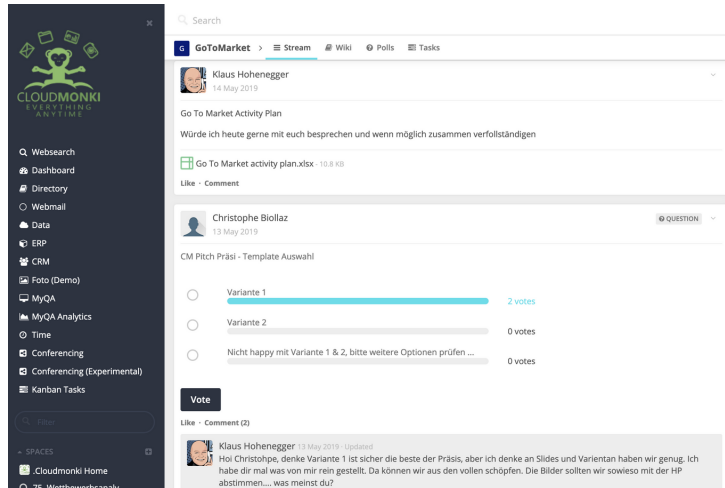 ×
CLOUDMONKI
EVERYTHING
ANYTIME
Websearch
Dashboard
Directory
Webmail
Data
ERP
CRM
Foto (Demo)
MyQA
MyQA Analytics
Time
Conferencing
Conferencing (Experimental)
Kanban Tasks
Filter
SPACES
.Cloudmonki Home
Search
G GoToMarket > Stream Wiki Polls Tasks
Klaus Hohenegger
14 May 2019
Go To Market Activity Plan
Würde ich heute gerne mit euch besprechen und wenn möglich zusammen verfollständigen
Go To Market activity plan.xlsx - 10.8 KB
Like · Comment
Christophe Biollaz
QUESTION
13 May 2019
CM Pitch Präsi - Template Auswahl
Variante 1
2 votes
Variante 2
0 votes
Nicht happy mit Variante 1 & 2, bitte weitere Optionen prüfen ...
0 votes
Vote
Like · Comment (2)
Klaus Hohenegger 13 May 2019 · Updated
Hoi Christohpe, denke Variante 1 ist sicher die beste der Präsis, aber ich denke an Slides und Varientan haben wir genug. Ich
habe dir mal was von mir rein gestellt. Da können wir aus den vollen schöpfen. Die Bilder sollten wir sowieso mit der HP
abstimmen.... was meinst du?